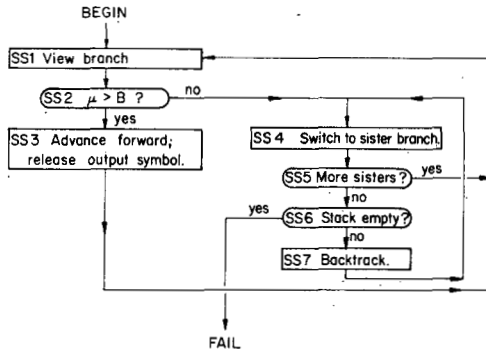 BEGIN
SS1 View branch
SS2 μ > B ?
no
yes
SS3 Advance forward;
release output symbol.
SS4 Switch to sister branch.
SS5 More sisters?
yes
no
yes
SS6 Stack empty?
no
SS7 Backtrack.
FAIL